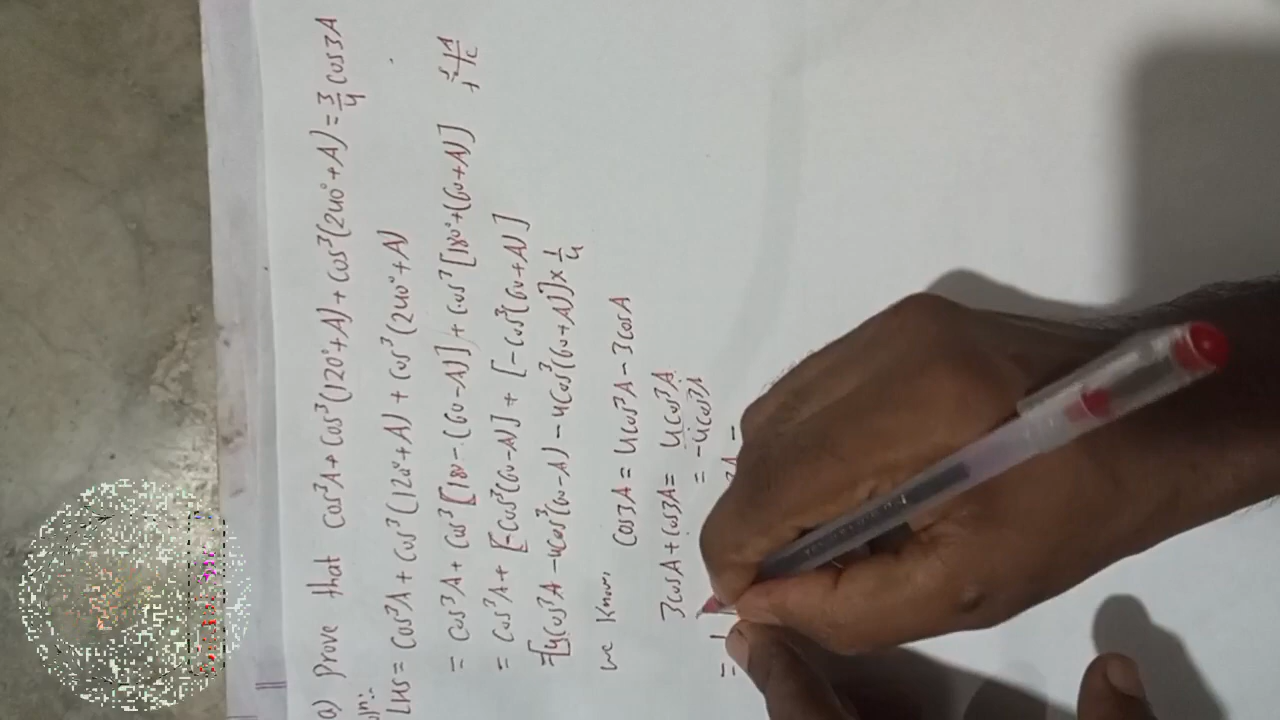 a) Prove that cos³A + cos³(120°+A) + cos³(240°+A) = 3/4 cos3A
sol^n:
LHS = cos³A + cos³(120°+A) + cos³(240°+A)
= cos³A + cos³[180-(60-A)] + cos³[180°+(60+A)]
= cos³A + [-cos³(60-A)] + [-cos³(60+A)]
=[4cos³A - 4cos³(60-A) - 4cos³(60+A)]×1/4
we know,
cos3A = 4cos³A - 3cosA
3cosA + cos3A = 4cos³A
= -4cos³A
=